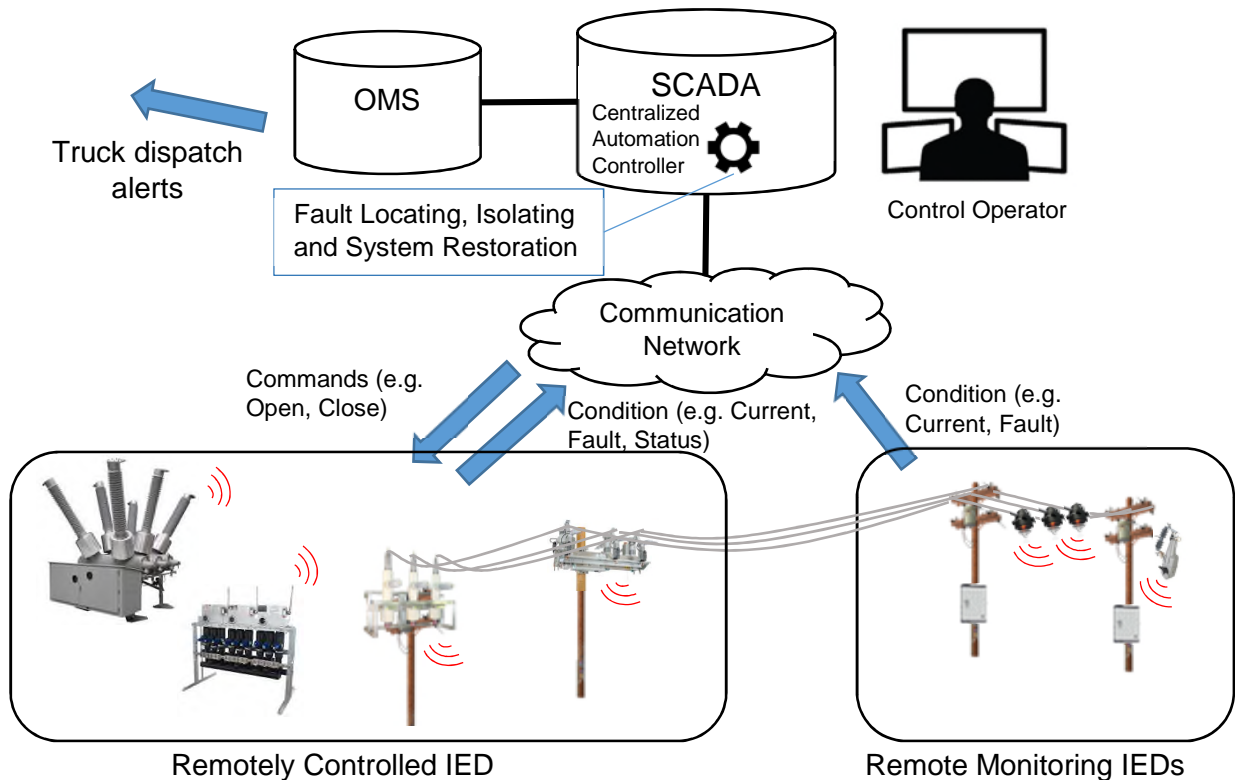 OMS
SCADA
Centralized
Automation
Controller
Truck dispatch
alerts
Control Operator
Fault Locating, Isolating
and System Restoration
Communication
Network
Commands (e.g.
Open, Close)
Condition (e.g. Current,
Fault, Status)
Condition (e.g.
Current, Fault)
Remotely Controlled IED
Remote Monitoring IEDs